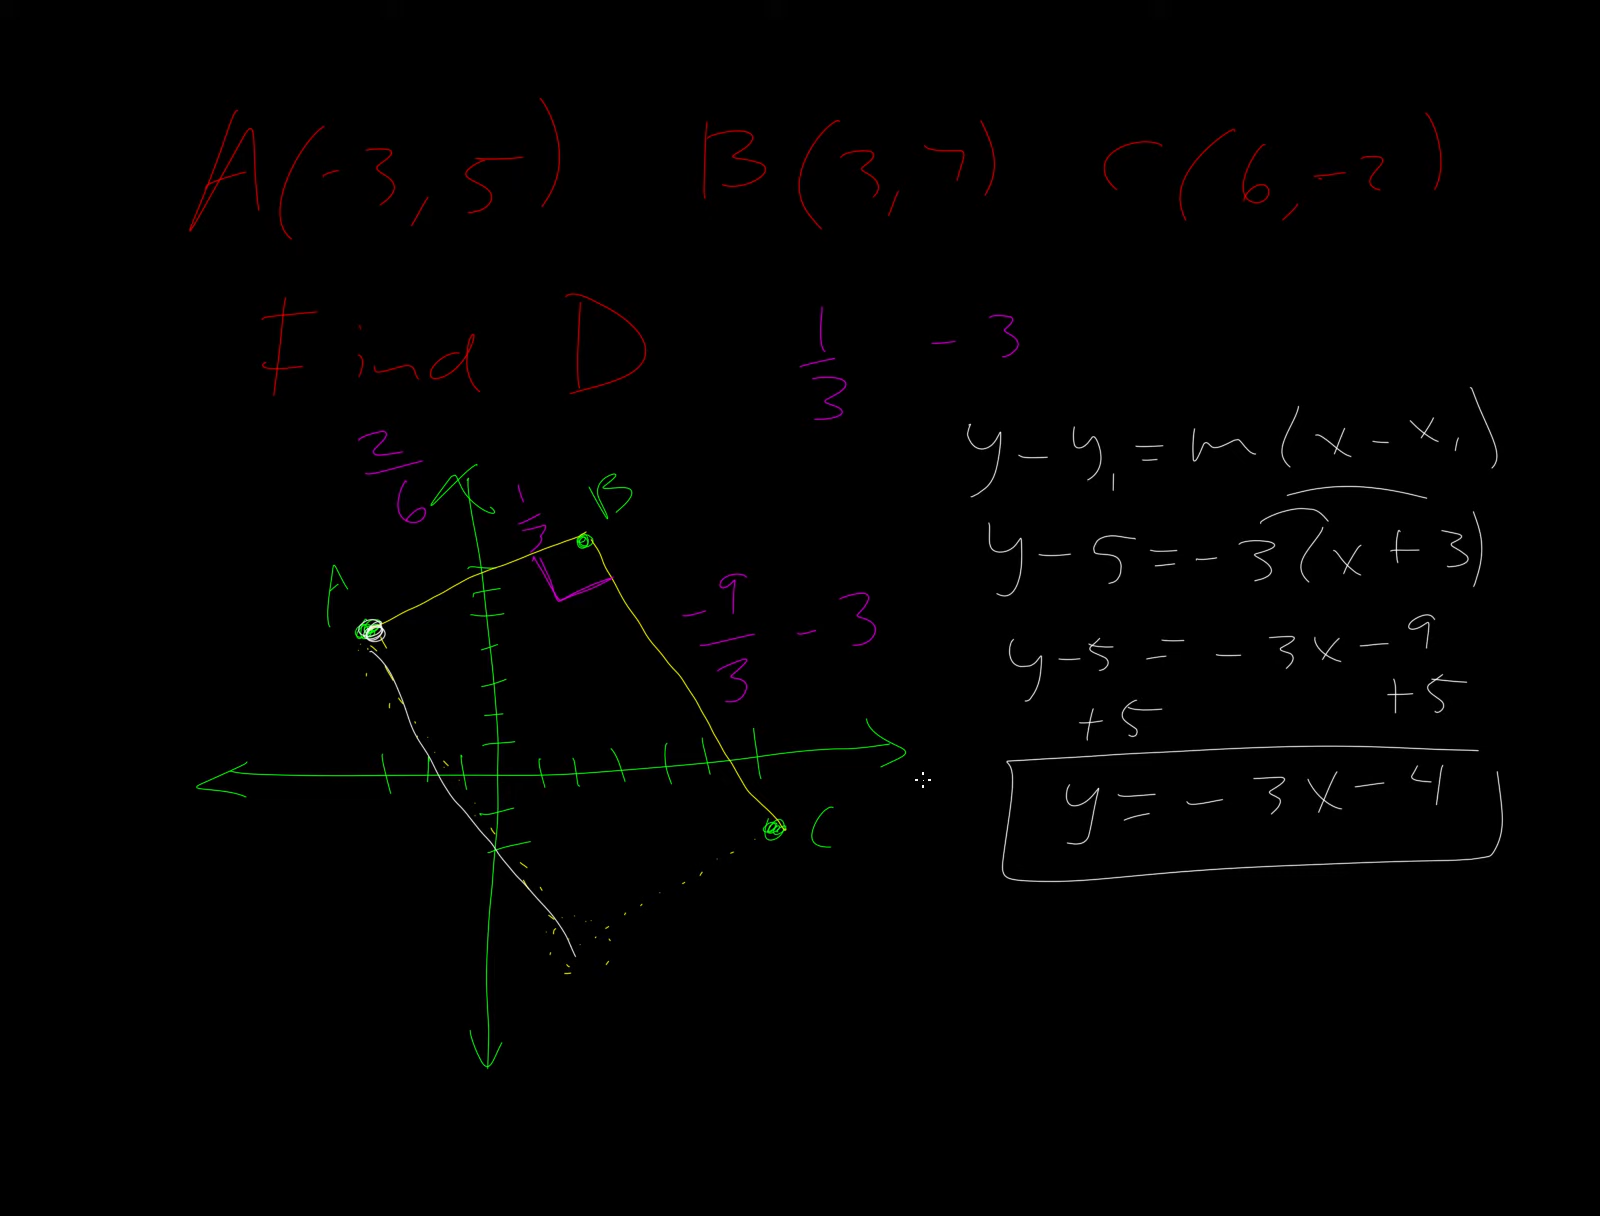 A(-3, 5) B(3, 7) C(6, -2)
Find D
1/3 -3
2/6
B
1/3
A
-9/3 -3
C
y - y₁ = m(x - x₁)
y - 5 = -3(x + 3)
y - 5 = -3x - 9
+5 +5
y = -3x - 4